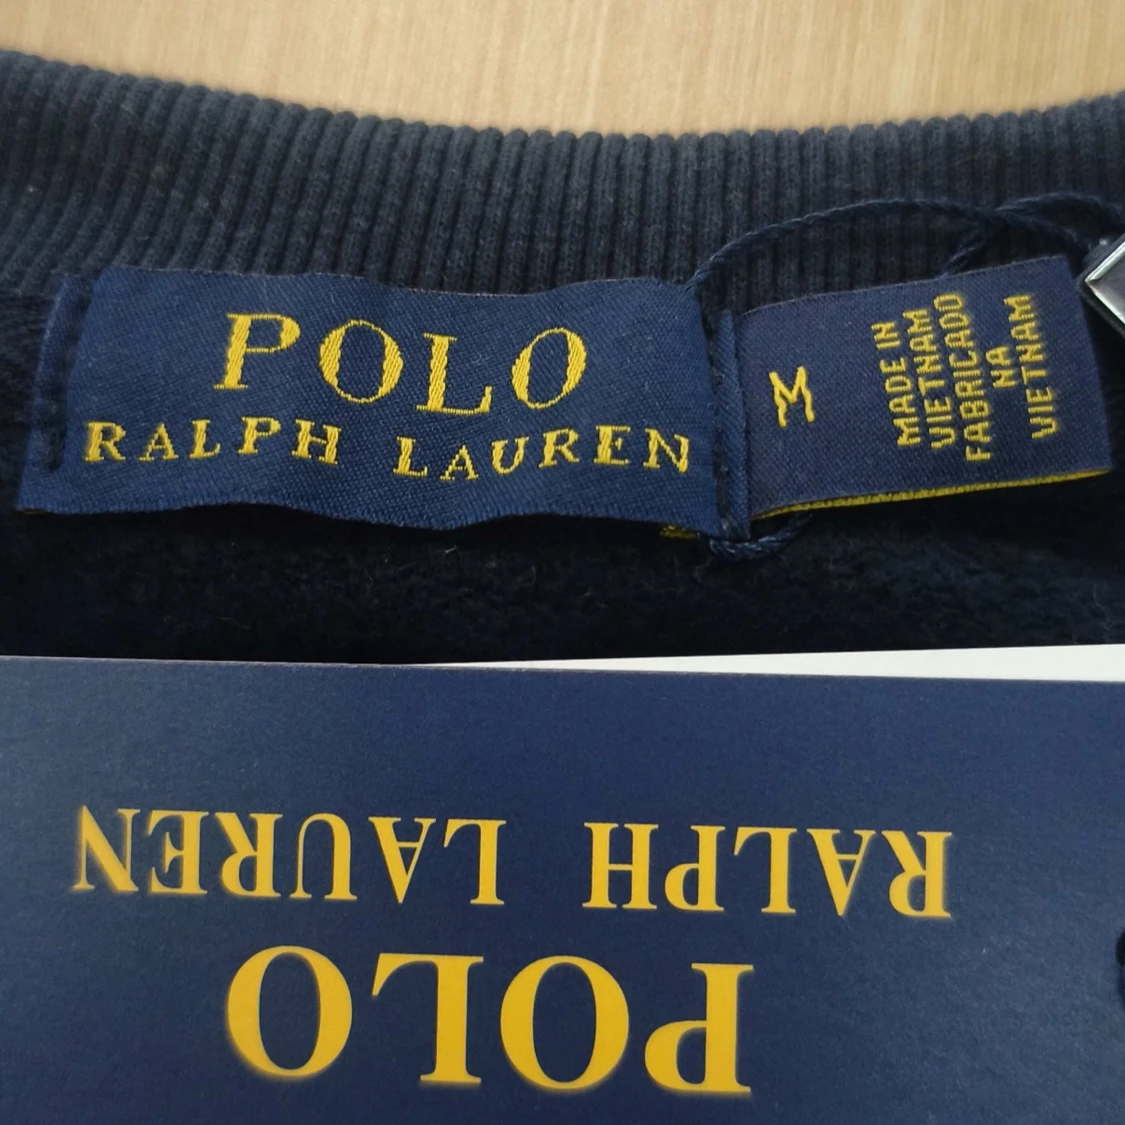 POLO
RALPH LAUREN
M
MADE IN
VIETNAM
FABRICADO
NA
VIETNAM
POLO
RALPH LAUREN